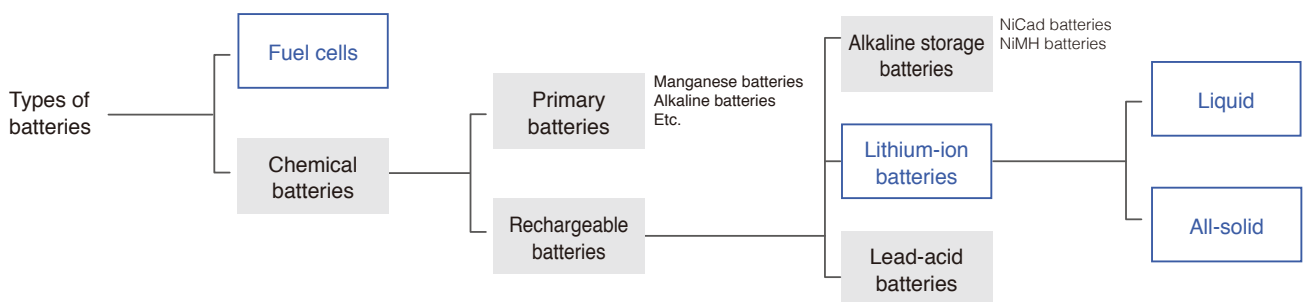 Types of
batteries
Fuel cells
Chemical
batteries
Primary
batteries
Manganese batteries
Alkaline batteries
Etc.
Rechargeable
batteries
Alkaline storage
batteries
NiCad batteries
NiMH batteries
Lithium-ion
batteries
Lead-acid
batteries
Liquid
All-solid